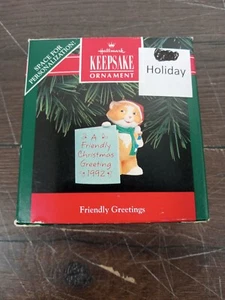 SPACE FOR
PERSONALIZATION!
Hallmark
KEEPSAKE
ORNAMENT
Holiday
A
Friendly
Christmas
Greeting
1992
Friendly Greetings